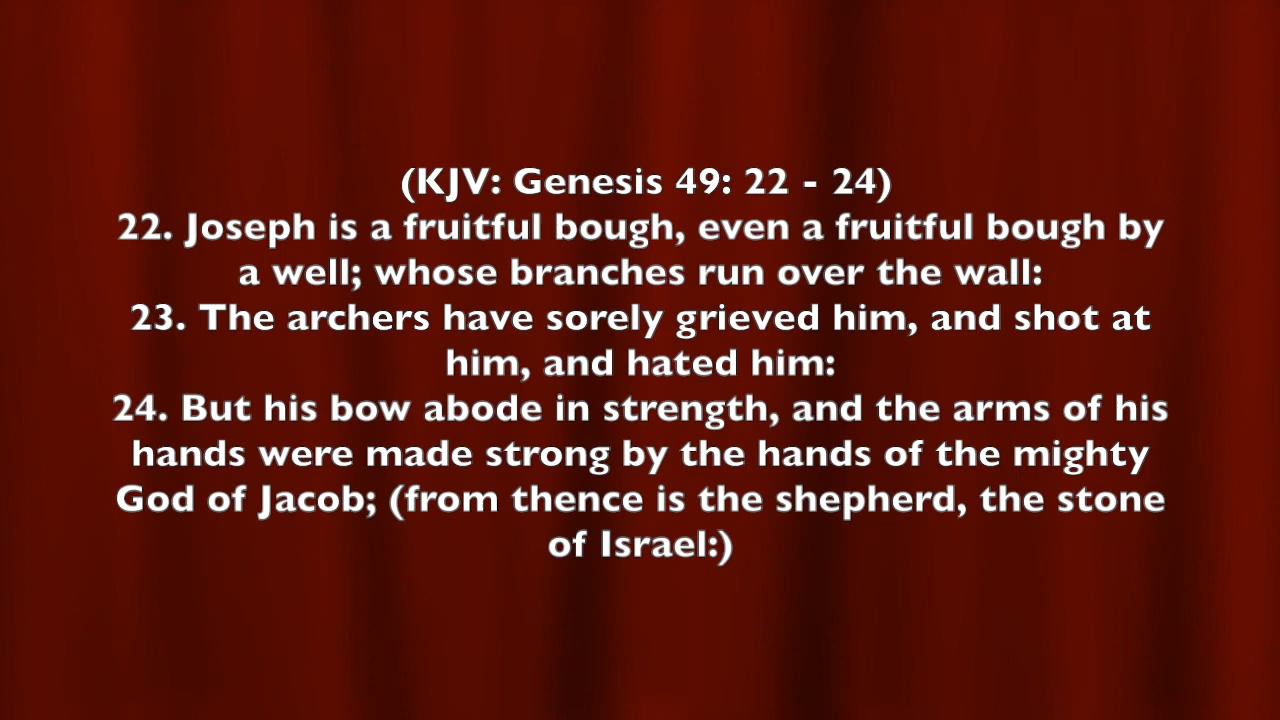 (KJV: Genesis 49: 22 - 24)
22. Joseph is a fruitful bough, even a fruitful bough by
a well; whose branches run over the wall:
23. The archers have sorely grieved him, and shot at
him, and hated him:
24. But his bow abode in strength, and the arms of his
hands were made strong by the hands of the mighty
God of Jacob; (from thence is the shepherd, the stone
of Israel:)